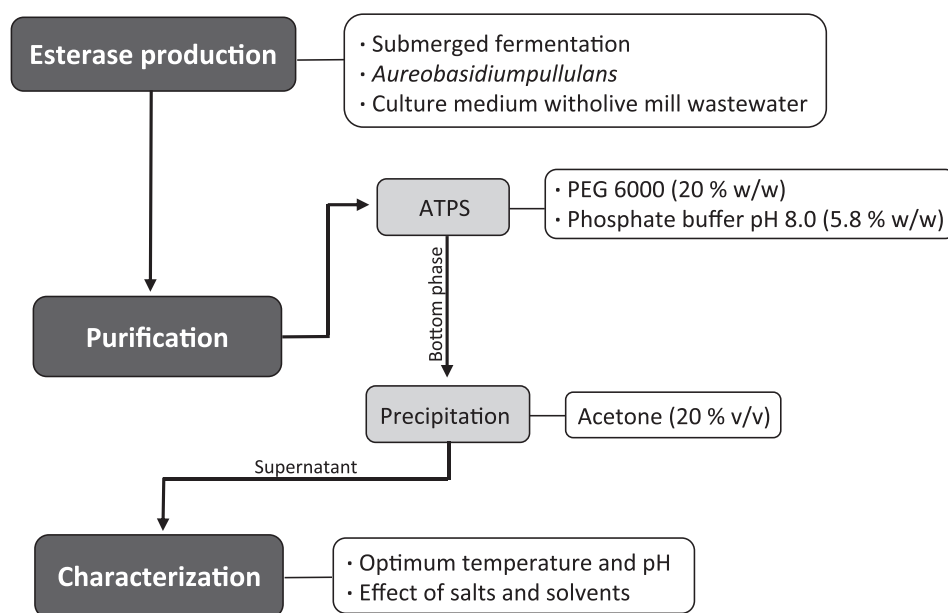 Esterase production
· Submerged fermentation
· Aureobasidiumpullulans
· Culture medium witholive mill wastewater
ATPS
· PEG 6000 (20 % w/w)
· Phosphate buffer pH 8.0 (5.8 % w/w)
Bottom phase
Purification
Precipitation
Acetone (20 % v/v)
Supernatant
Characterization
· Optimum temperature and pH
· Effect of salts and solvents